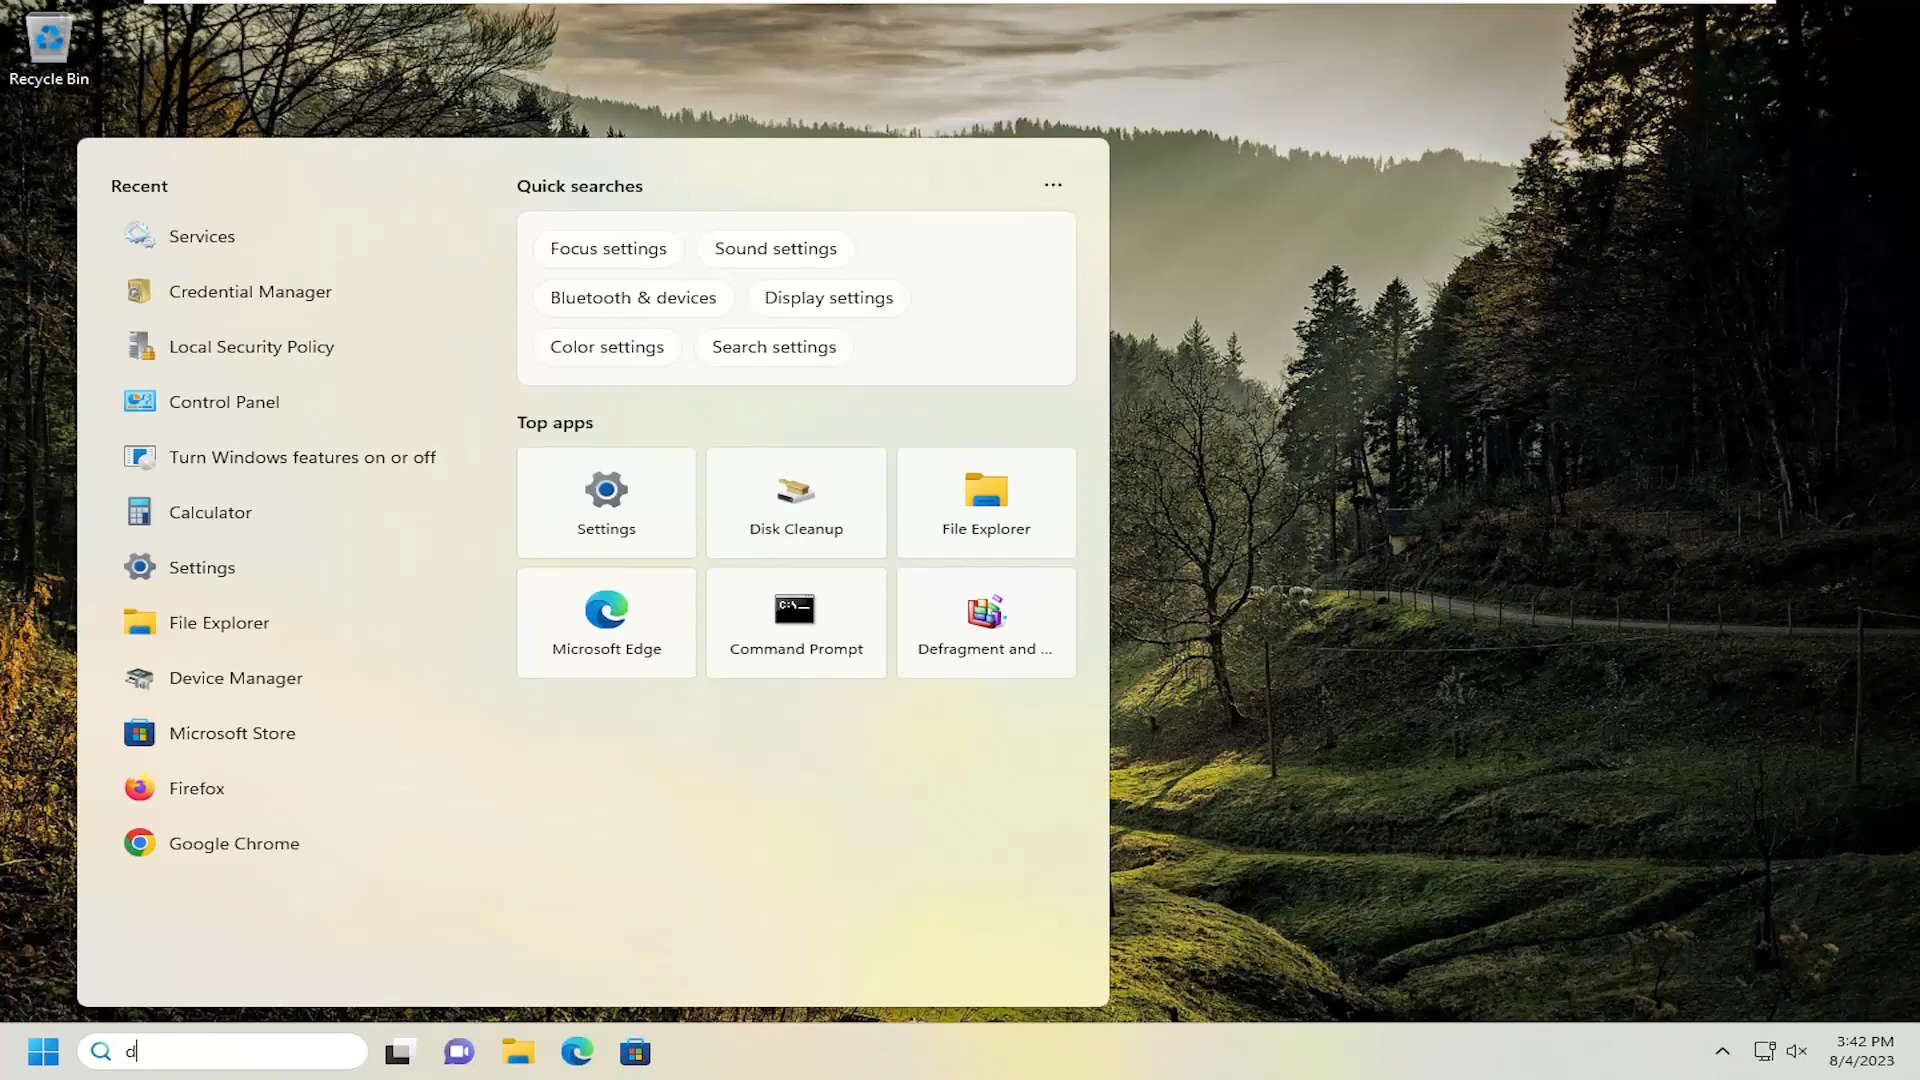 Recycle Bin
Recent
Services
Credential Manager
Local Security Policy
Control Panel
Turn Windows features on or off
Calculator
Settings
File Explorer
Device Manager
Microsoft Store
Firefox
Google Chrome
Quick searches
Focus settings
Sound settings
Bluetooth & devices
Display settings
Color settings
Search settings
Top apps
Settings
Disk Cleanup
File Explorer
C:\_
Microsoft Edge
Command Prompt
Defragment and ...
d
3:42 PM
8/4/2023